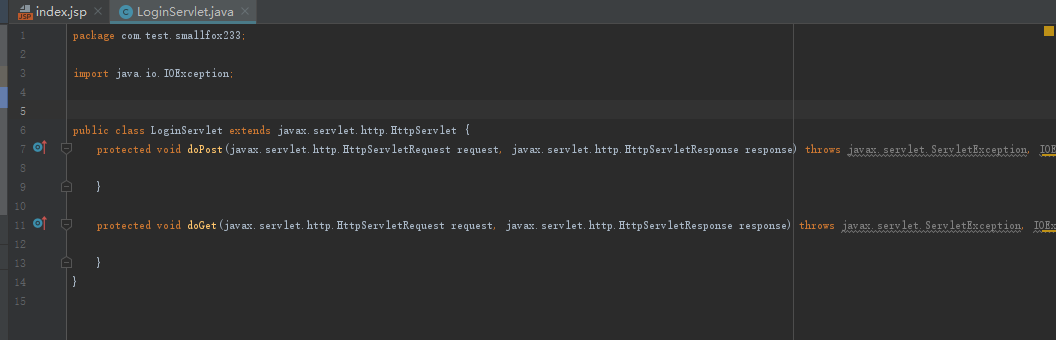 index.jsp LoginServlet.java
JSP
1 package com.test.smallfox233;
2
3 import java.io.IOException;
4
5
6 public class LoginServlet extends javax.servlet.http.HttpServlet {
7 protected void doPost(javax.servlet.http.HttpServletRequest request, javax.servlet.http.HttpServletResponse response) throws javax.servlet.ServletException, IOE
8
9 }
10
11 protected void doGet(javax.servlet.http.HttpServletRequest request, javax.servlet.http.HttpServletResponse response) throws javax.servlet.ServletException, IOEx
12
13 }
14 }
15